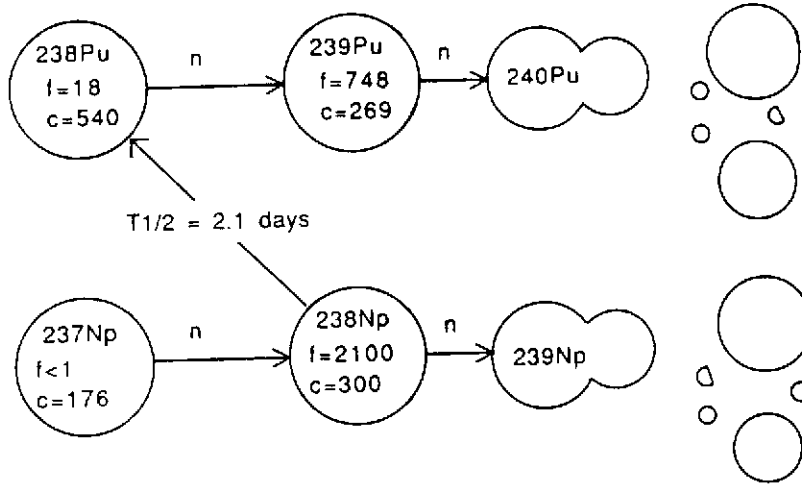 238Pu
f=18
c=540
n
239Pu
f=748
c=269
n
240Pu
T1/2 = 2.1 days
237Np
f<1
c=176
n
238Np
f=2100
c=300
n
239Np